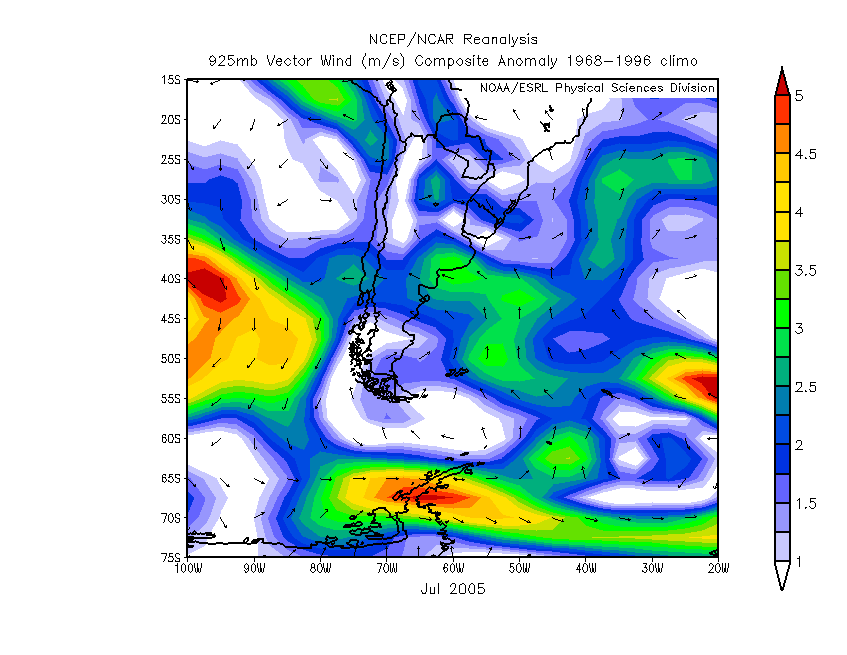 NCEP/NCAR Reanalysis
925mb Vector Wind (m/s) Composite Anomaly 1968-1996 climo
NOAA/ESRL Physical Sciences Division
15S
20S
25S
30S
35S
40S
45S
50S
55S
60S
65S
70S
75S
100W 90W 80W 70W 60W 50W 40W 30W 20W
Jul 2005
5
4.5
4
3.5
3
2.5
2
1.5
1